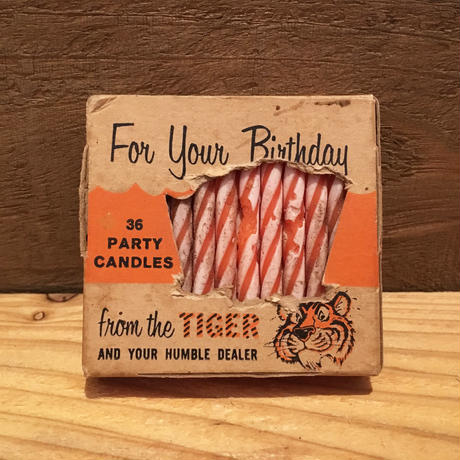 For Your Birthday
36
PARTY
CANDLES
from the TIGER
AND YOUR HUMBLE DEALER